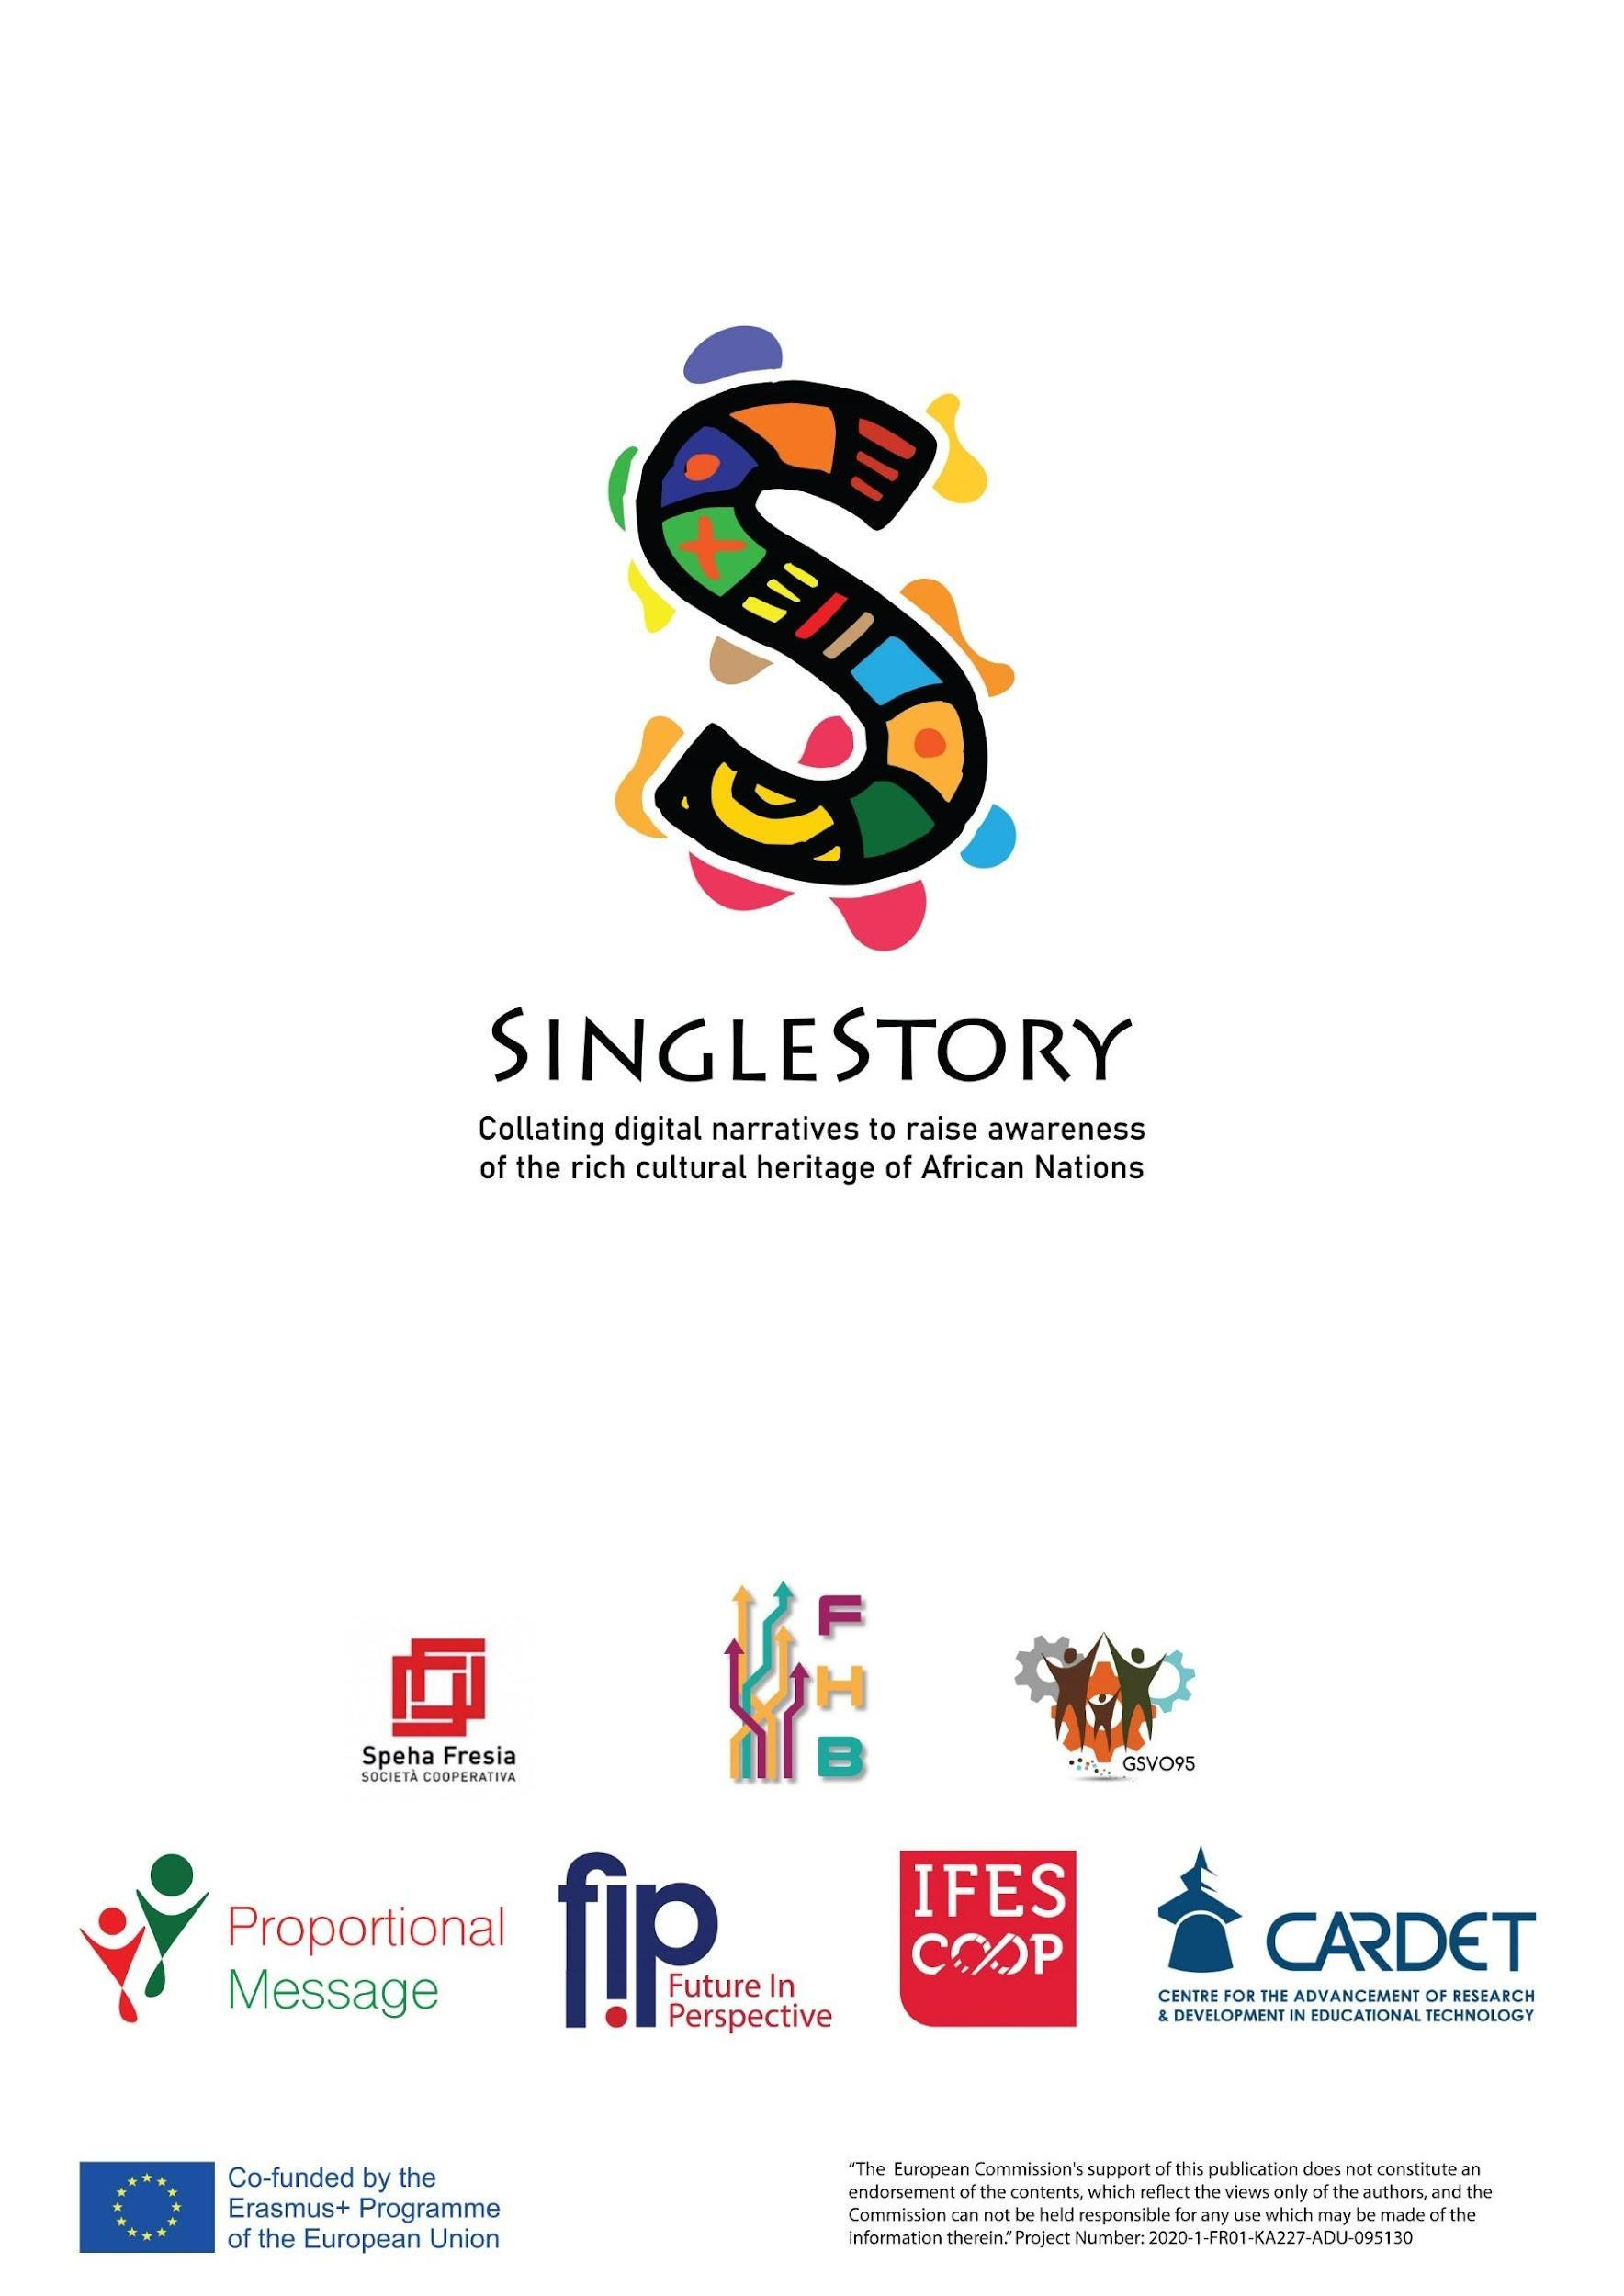 SINGLESTORY
Collating digital narratives to raise awareness
of the rich cultural heritage of African Nations
Speha Fresia
SOCIETÀ COOPERATIVA
F
H
B
GSVO95
Proportional
Message
fip
Future In
Perspective
IFES
COOP
CARDET
CENTRE FOR THE ADVANCEMENT OF RESEARCH
& DEVELOPMENT IN EDUCATIONAL TECHNOLOGY
Co-funded by the
Erasmus+ Programme
of the European Union
"The European Commission's support of this publication does not constitute an
endorsement of the contents, which reflect the views only of the authors, and the
Commission can not be held responsible for any use which may be made of the
information therein." Project Number: 2020-1-FR01-KA227-ADU-095130